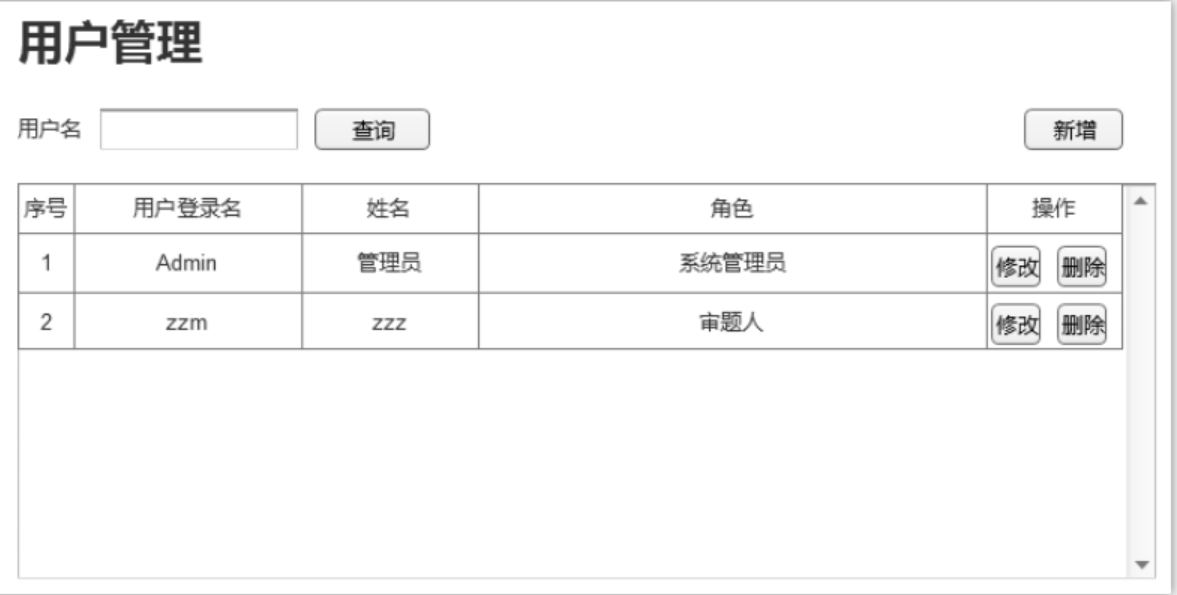 用户管理
用户名 查询 新增
序号 用户登录名 姓名 角色 操作
1 Admin 管理员 系统管理员 修改 删除
2 zzm zzz 审题人 修改 删除